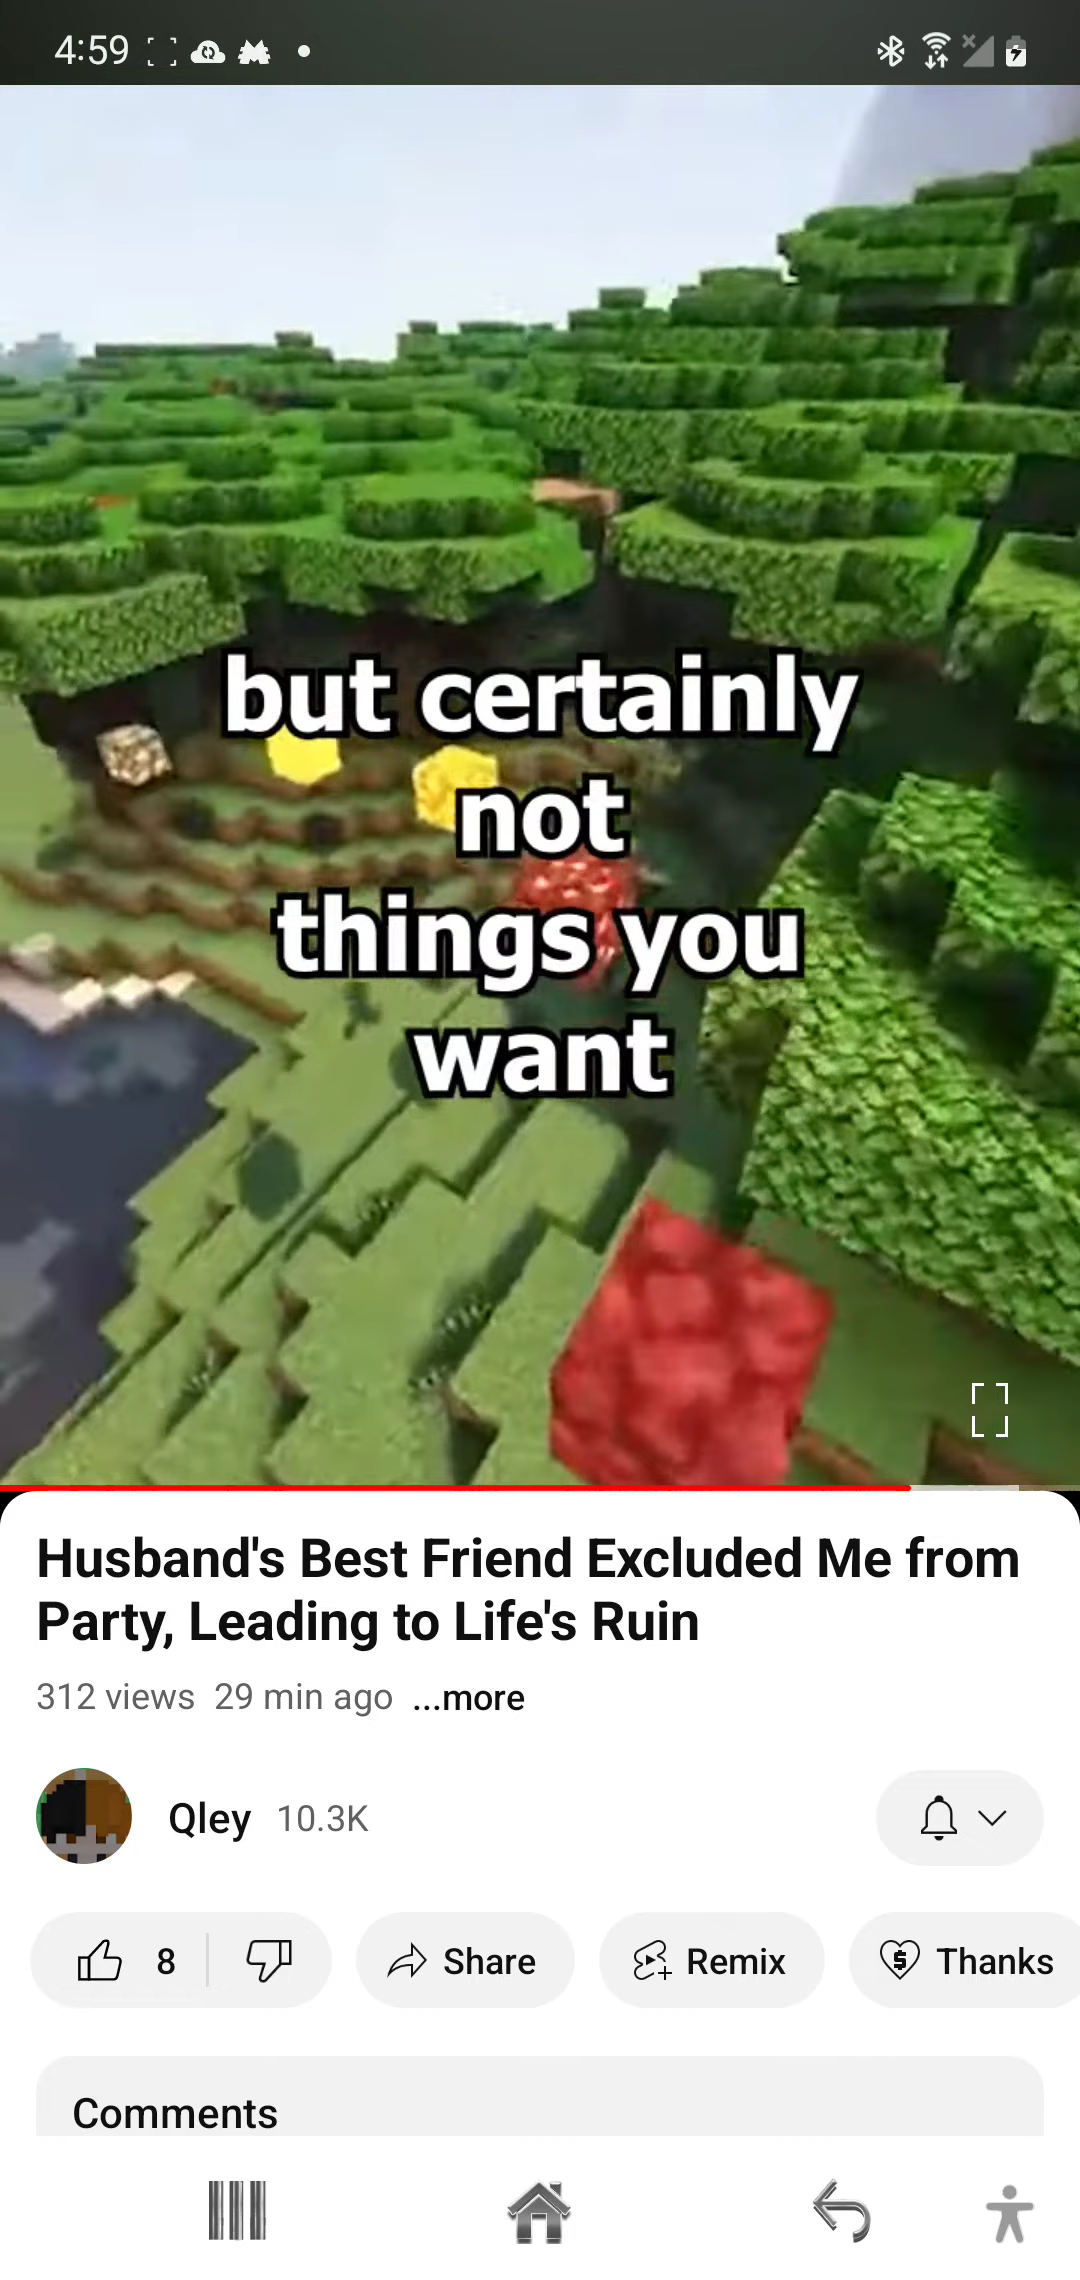 4:59
but certainly
not
things you
want
Husband's Best Friend Excluded Me from
Party, Leading to Life's Ruin
312 views 29 min ago ...more
Qley 10.3K
8 Share Remix Thanks
Comments